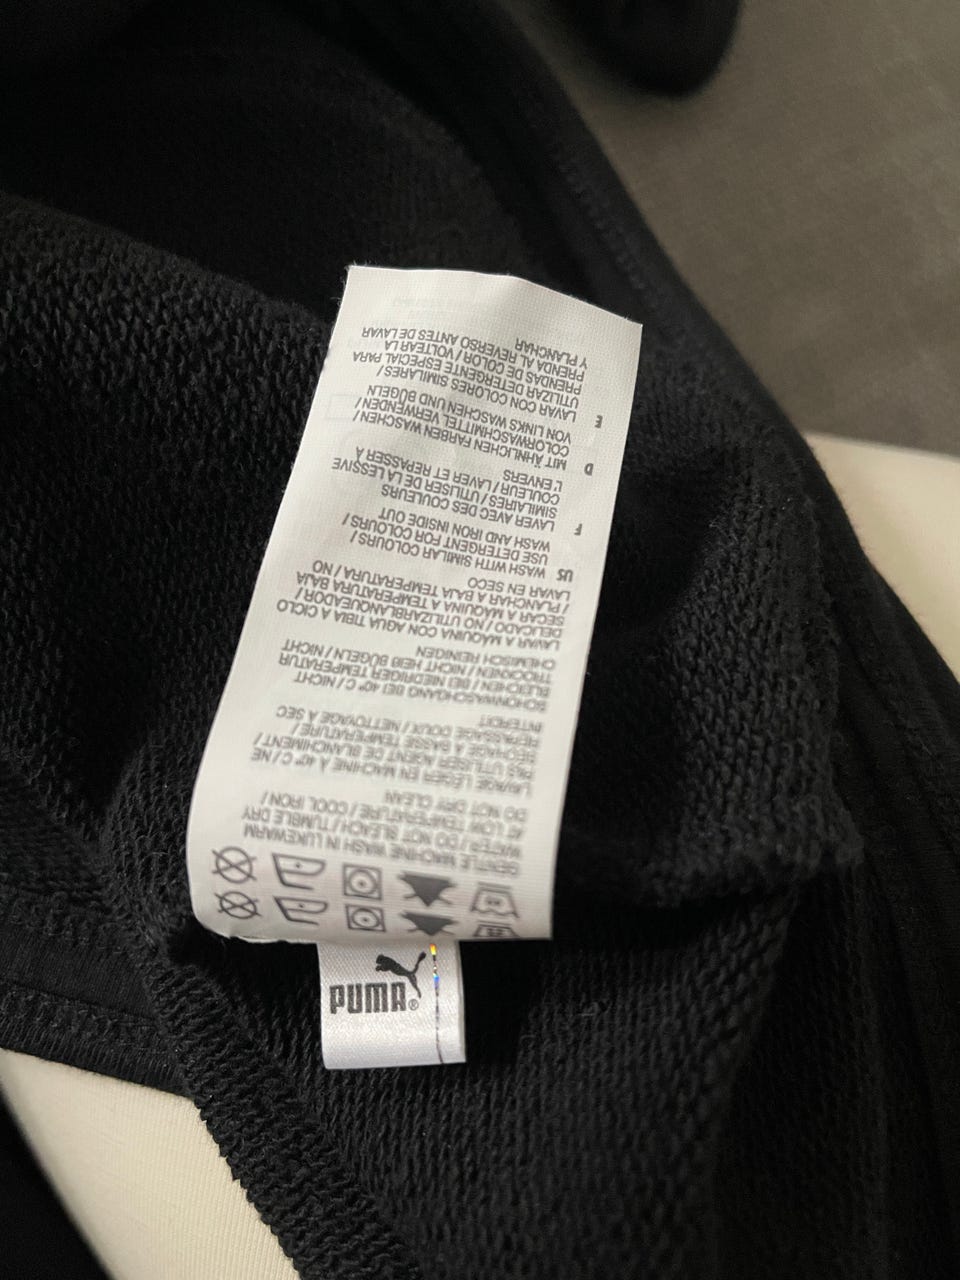 GENTLE MACHINE WASH IN LUKEWARM
WATER / DO NOT BLEACH / TUMBLE DRY
AT LOW TEMPERATURE / COOL IRON /
DO NOT DRY CLEAN
LAVAGE LÉGER EN MACHINE À 40° C / NE
PAS UTILISER AGENT DE BLANCHIMENT /
SÉCHAGE À BASSE TEMPÉRATURE /
REPASSAGE DOUX / NETTOYAGE À SEC
INTERDIT
SCHONWASCHGANG BEI 40° C / NICHT
BLEICHEN / BEI NIEDRIGER TEMPERATUR
TROCKNEN / NICHT HEIß BÜGELN / NICHT
CHEMISCH REINIGEN
LAVAR A MÁQUINA CON AGUA TIBIA A CICLO
DELICADO / NO UTILIZARBLANQUEADOR /
SECAR A MÁQUINA A TEMPERATURA BAJA
/ PLANCHAR A BAJA TEMPERATURA / NO
LAVAR EN SECO
US WASH WITH SIMILAR COLOURS /
USE DETERGENT FOR COLOURS /
WASH AND IRON INSIDE OUT
F LAVER AVEC DES COULEURS
SIMILAIRES / UTILISER DE LA LESSIVE
COULEUR / LAVER ET REPASSER À
L'ENVERS
D MIT ÄHNLICHEN FARBEN WASCHEN /
COLORWASCHMITTEL VERWENDEN /
VON LINKS WASCHEN UND BÜGELN
E LAVAR CON COLORES SIMILARES /
UTILIZAR DETERGENTE ESPECIAL PARA
PRENDAS DE COLOR / VOLTEAR LA
PRENDA AL REVERSO ANTES DE LAVAR
Y PLANCHAR
PUMA®